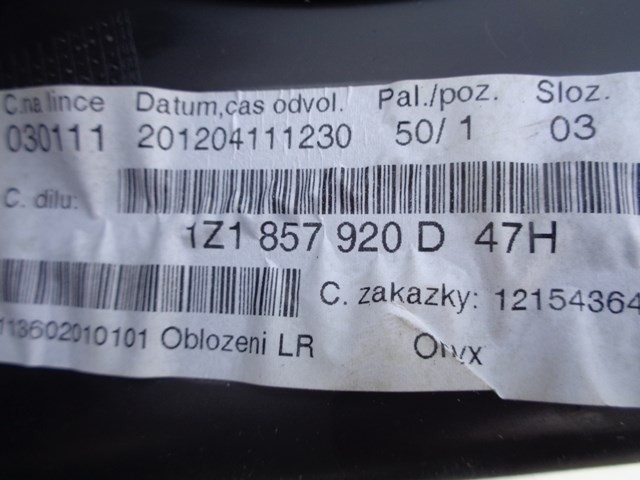 C.na lince Datum,cas odvol. Pal./poz. Sloz.
030111 201204111230 50/ 1 03
C. dilu:
1Z1 857 920 D 47H
C. zakazky: 12154364
113602010101 Oblozeni LR Onyx